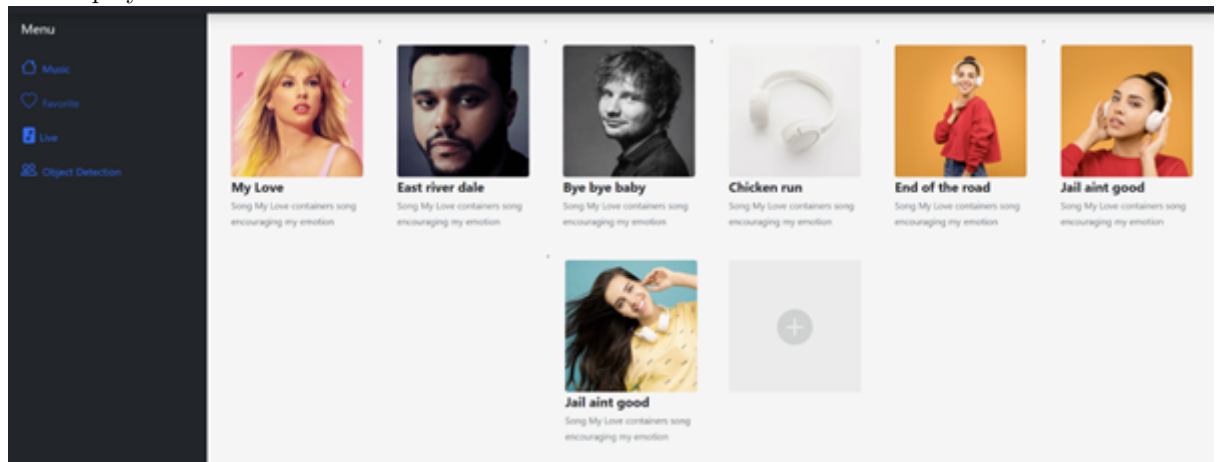 Menu
Music
Favorite
Live
Object Detection
My Love
Song My Love containers song
encouraging my emotion
East river dale
Song My Love containers song
encouraging my emotion
Bye bye baby
Song My Love containers song
encouraging my emotion
Chicken run
Song My Love containers song
encouraging my emotion
End of the road
Song My Love containers song
encouraging my emotion
Jail aint good
Song My Love containers song
encouraging my emotion
Jail aint good
Song My Love containers song
encouraging my emotion